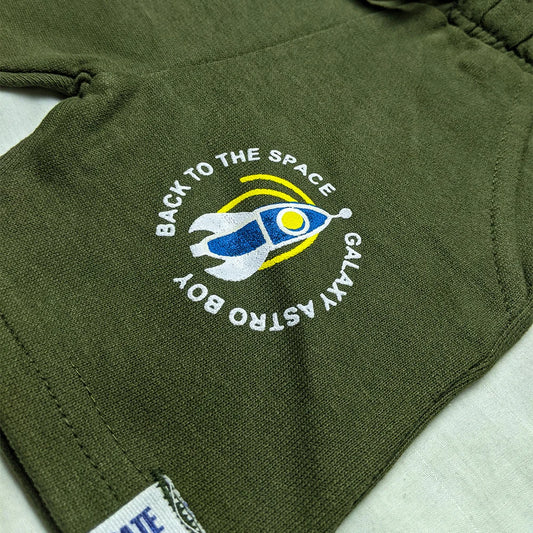 BACK TO THE SPACE
GALAXY ASTRO BOY